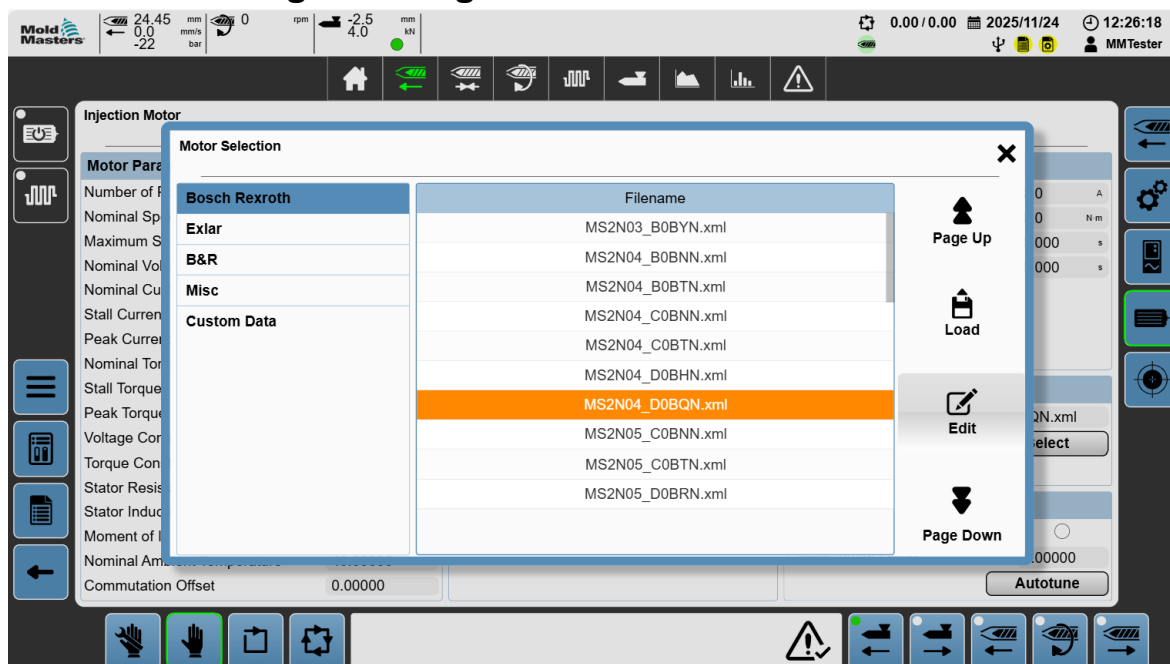 Mold
Masters
24.45 mm
0.0 mm/s
-22 bar
0 rpm
-2.5 mm
4.0 kN
0.00 / 0.00 2025/11/24 12:26:18
MMTester
Injection Motor
Motor Selection
Motor Para
Number of
Nominal Sp
Maximum S
Nominal Vol
Nominal Cu
Stall Curren
Peak Curre
Nominal Tor
Stall Torque
Peak Torque
Voltage Con
Torque Con
Stator Resis
Stator Induc
Moment of
Nominal Ambient Temperature
Commutation Offset 0.00000
Bosch Rexroth
Exlar
B&R
Misc
Custom Data
Filename
MS2N03_B0BYN.xml
MS2N04_B0BNN.xml
MS2N04_B0BTN.xml
MS2N04_C0BNN.xml
MS2N04_C0BTN.xml
MS2N04_D0BHN.xml
MS2N04_D0BQN.xml
MS2N05_C0BNN.xml
MS2N05_C0BTN.xml
MS2N05_D0BRN.xml
Page Up
Load
Edit
Page Down
0 A
0 N·m
000 s
000 s
QN.xml
elect
.00000
Autotune